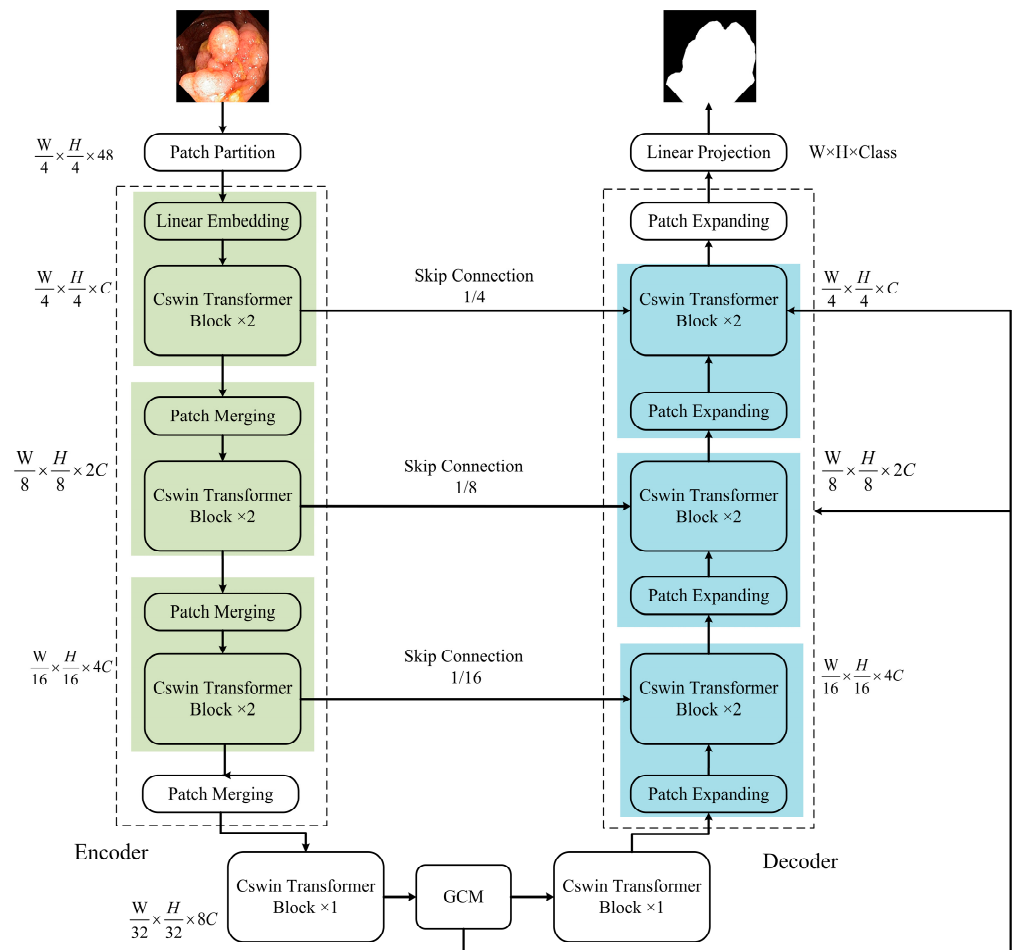 Patch Partition
W/4 × H/4 × 48
Linear Embedding
Cswin Transformer
Block ×2
W/4 × H/4 × C
Patch Merging
Cswin Transformer
Block ×2
W/8 × H/8 × 2C
Patch Merging
Cswin Transformer
Block ×2
W/16 × H/16 × 4C
Patch Merging
Encoder
Cswin Transformer
Block ×1
W/32 × H/32 × 8C
GCM
Cswin Transformer
Block ×1
Skip Connection
1/4
Skip Connection
1/8
Skip Connection
1/16
Linear Projection
W×II×Class
Patch Expanding
Cswin Transformer
Block ×2
W/4 × H/4 × C
Patch Expanding
Cswin Transformer
Block ×2
W/8 × H/8 × 2C
Patch Expanding
Cswin Transformer
Block ×2
W/16 × H/16 × 4C
Patch Expanding
Decoder